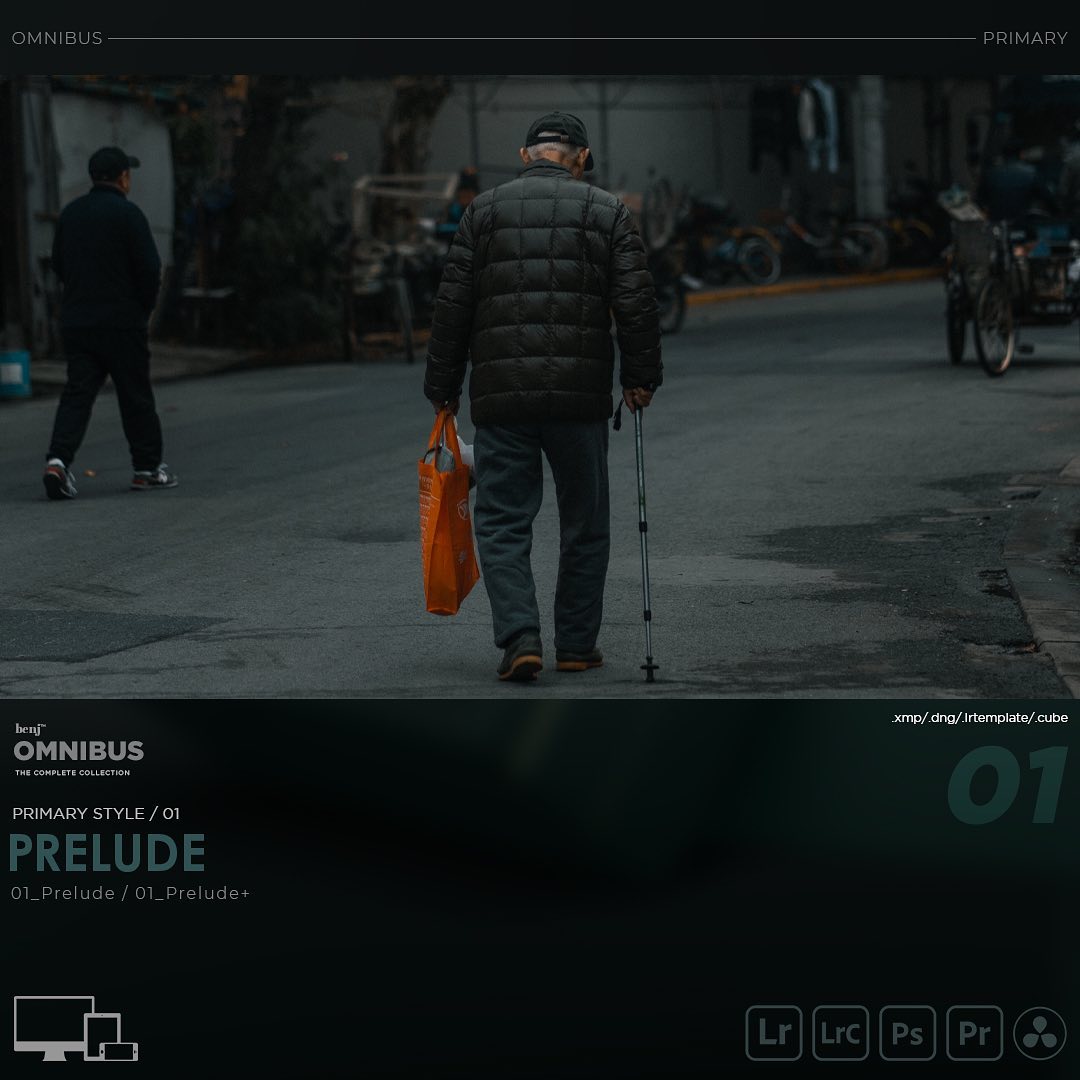 OMNIBUS PRIMARY
.xmp/.dng/.lrtemplate/.cube
benj™
OMNIBUS
THE COMPLETE COLLECTION
01
PRIMARY STYLE / 01
PRELUDE
01_Prelude / 01_Prelude+
Lr LrC Ps Pr